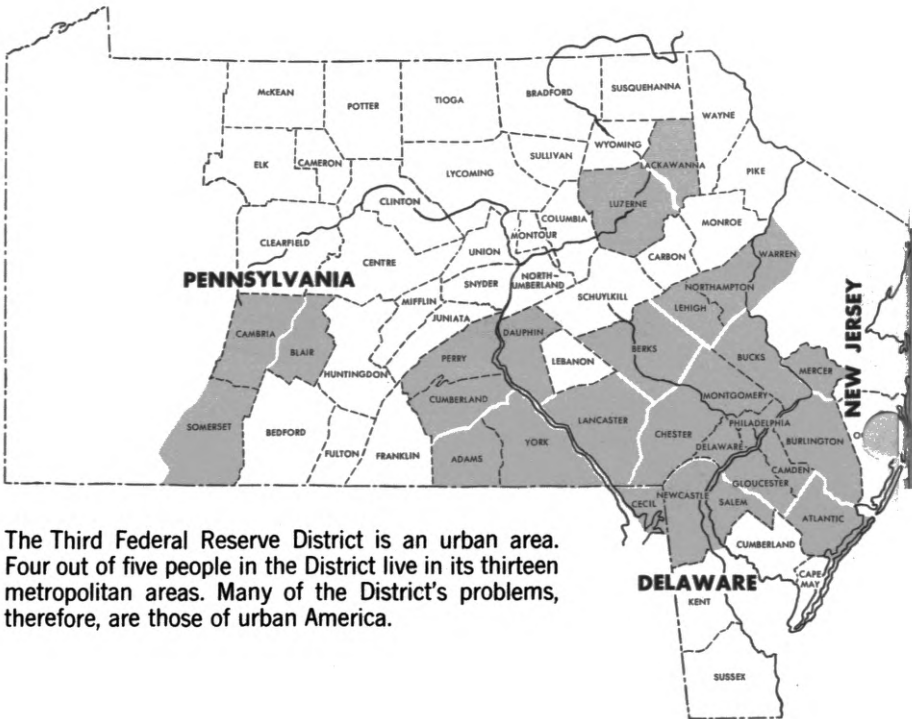 McKEAN
POTTER
TIOGA
BRADFORD
SUSQUEHANNA
WAYNE
WYOMING
LACKAWANNA
SULLIVAN
ELK
CAMERON
LYCOMING
PIKE
CLINTON
LUZERNE
COLUMBIA
MONROE
MONTOUR
CLEARFIELD
CENTRE
UNION
CARBON
WARREN
PENNSYLVANIA
SNYDER
NORTH-
UMBERLAND
NORTHAMPTON
MIFFLIN
SCHUYLKILL
LEHIGH
JUNIATA
CAMBRIA
DAUPHIN
BLAIR
PERRY
LEBANON
BERKS
BUCKS
NEW JERSEY
MERCER
HUNTINGDON
CUMBERLAND
MONTGOMERY
LANCASTER
PHILADELPHIA
SOMERSET
BEDFORD
CHESTER
DELAWARE
BURLINGTON
FULTON
FRANKLIN
ADAMS
YORK
CAMDEN
GLOUCESTER
CECIL
NEWCASTLE
SALEM
ATLANTIC
CUMBERLAND
CAPE
MAY
DELAWARE
KENT
SUSSEX
The Third Federal Reserve District is an urban area.
Four out of five people in the District live in its thirteen
metropolitan areas. Many of the District's problems,
therefore, are those of urban America.